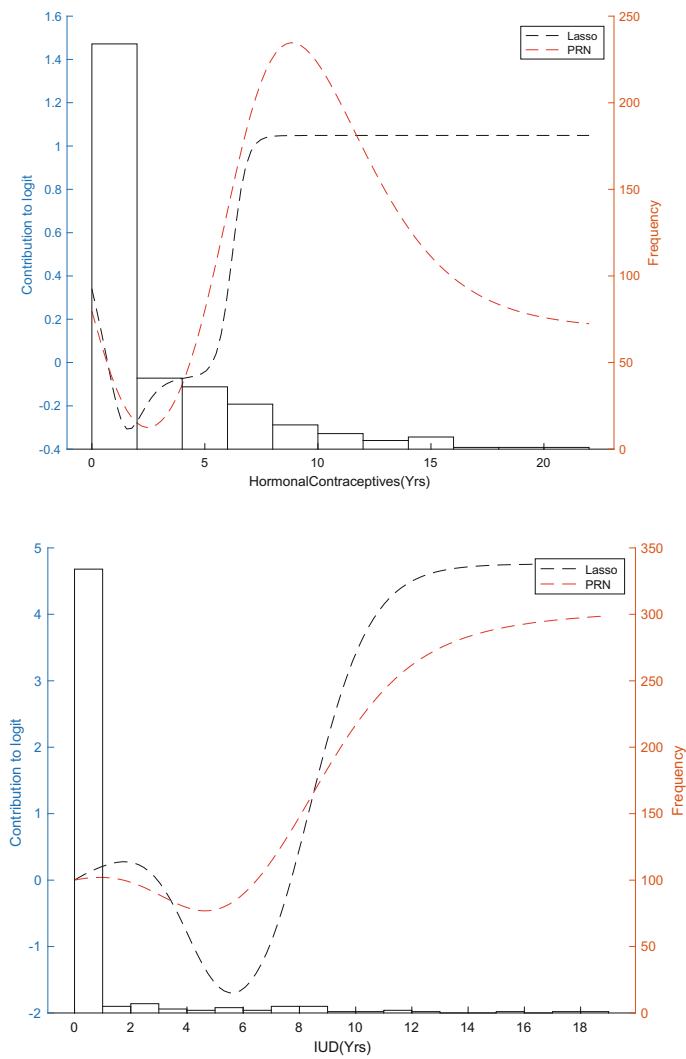 1.6
1.4
1.2
1
0.8
0.6
0.4
0.2
0
-0.2
-0.4
Contribution to logit
Lasso
PRN
250
200
150
100
50
0
Frequency
0 5 10 15 20
HormonalContraceptives(Yrs)
5
4
3
2
1
0
-1
-2
Contribution to logit
Lasso
PRN
350
300
250
200
150
100
50
0
Frequency
0 2 4 6 8 10 12 14 16 18
IUD(Yrs)